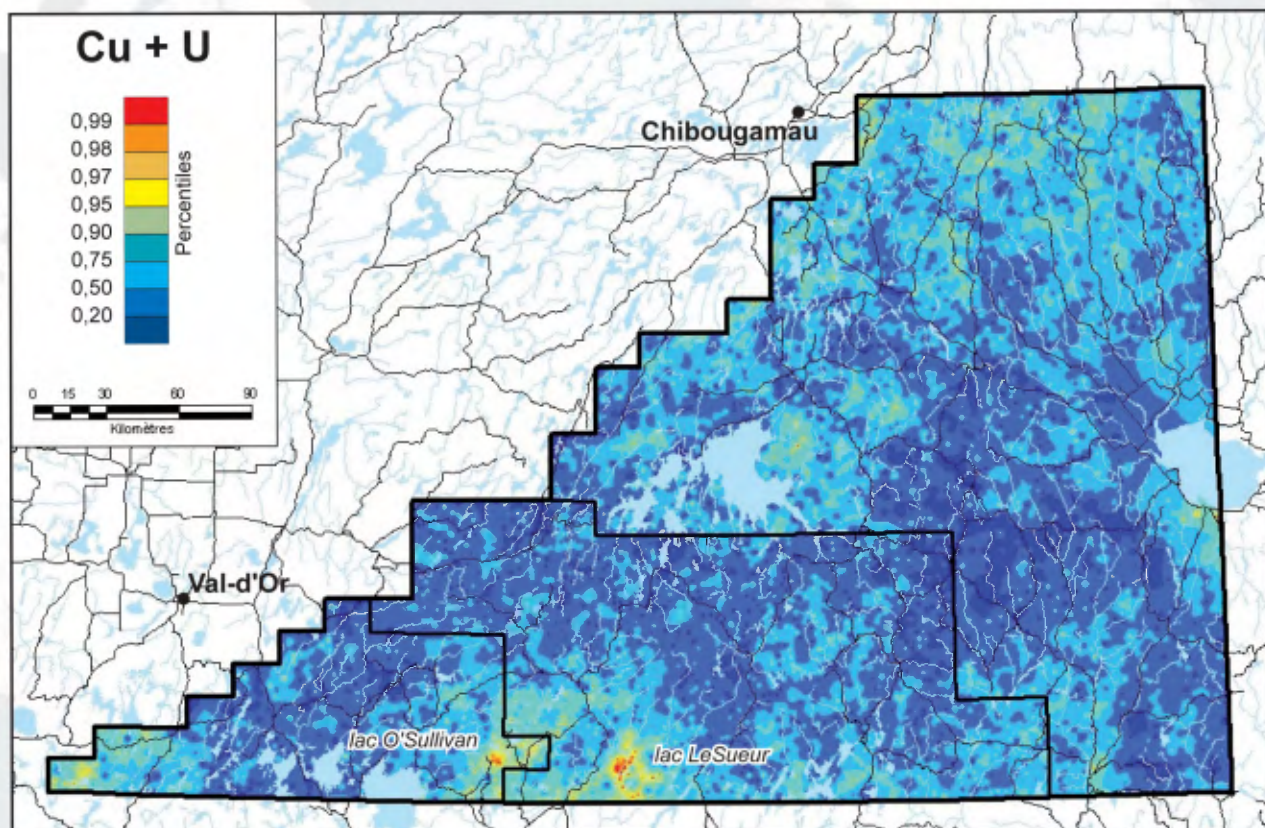 Cu + U
0,99
0,98
0,97
0,95
0,90
0,75
0,50
0,20
Percentiles
0 15 30 60 90
Kilomètres
Chibougamau
Val-d'Or
lac O'Sullivan
lac LeSueur